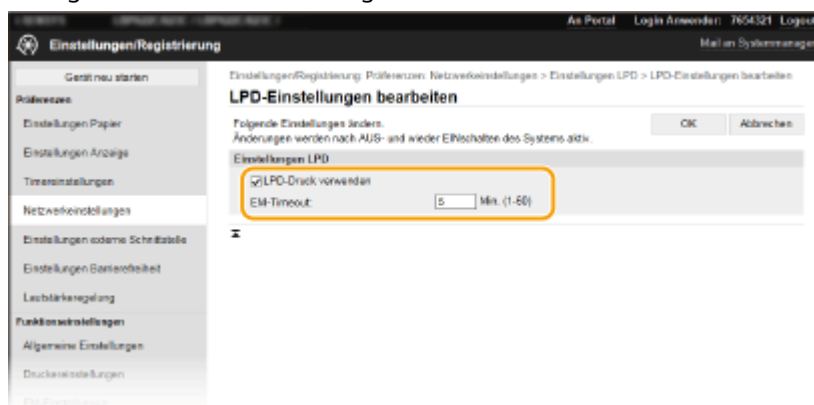 An Portal Login Anwender: 7654321 Logout
Einstellungen/Registrierung
Mail an Systemmanager
Gerät neu starten
Präferenzen
Einstellungen Papier
Einstellungen Anzeige
Timereinstellungen
Netzwerkeinstellungen
Einstellungen externe Schnittstelle
Einstellungen Barrierefreiheit
Lautstärkeregelung
Funktionseinstellungen
Allgemeine Einstellungen
Druckereinstellungen
Einstellungen/Registrierung: Präferenzen: Netzwerkeinstellungen > Einstellungen LPD > LPD-Einstellungen bearbeiten
LPD-Einstellungen bearbeiten
Folgende Einstellungen ändern.
Änderungen werden nach AUS- und wieder EINschalten des Systems aktiv.
OK Abbrechen
Einstellungen LPD
LPD-Druck verwenden
EM-Timeout: 5 Min. (1-60)